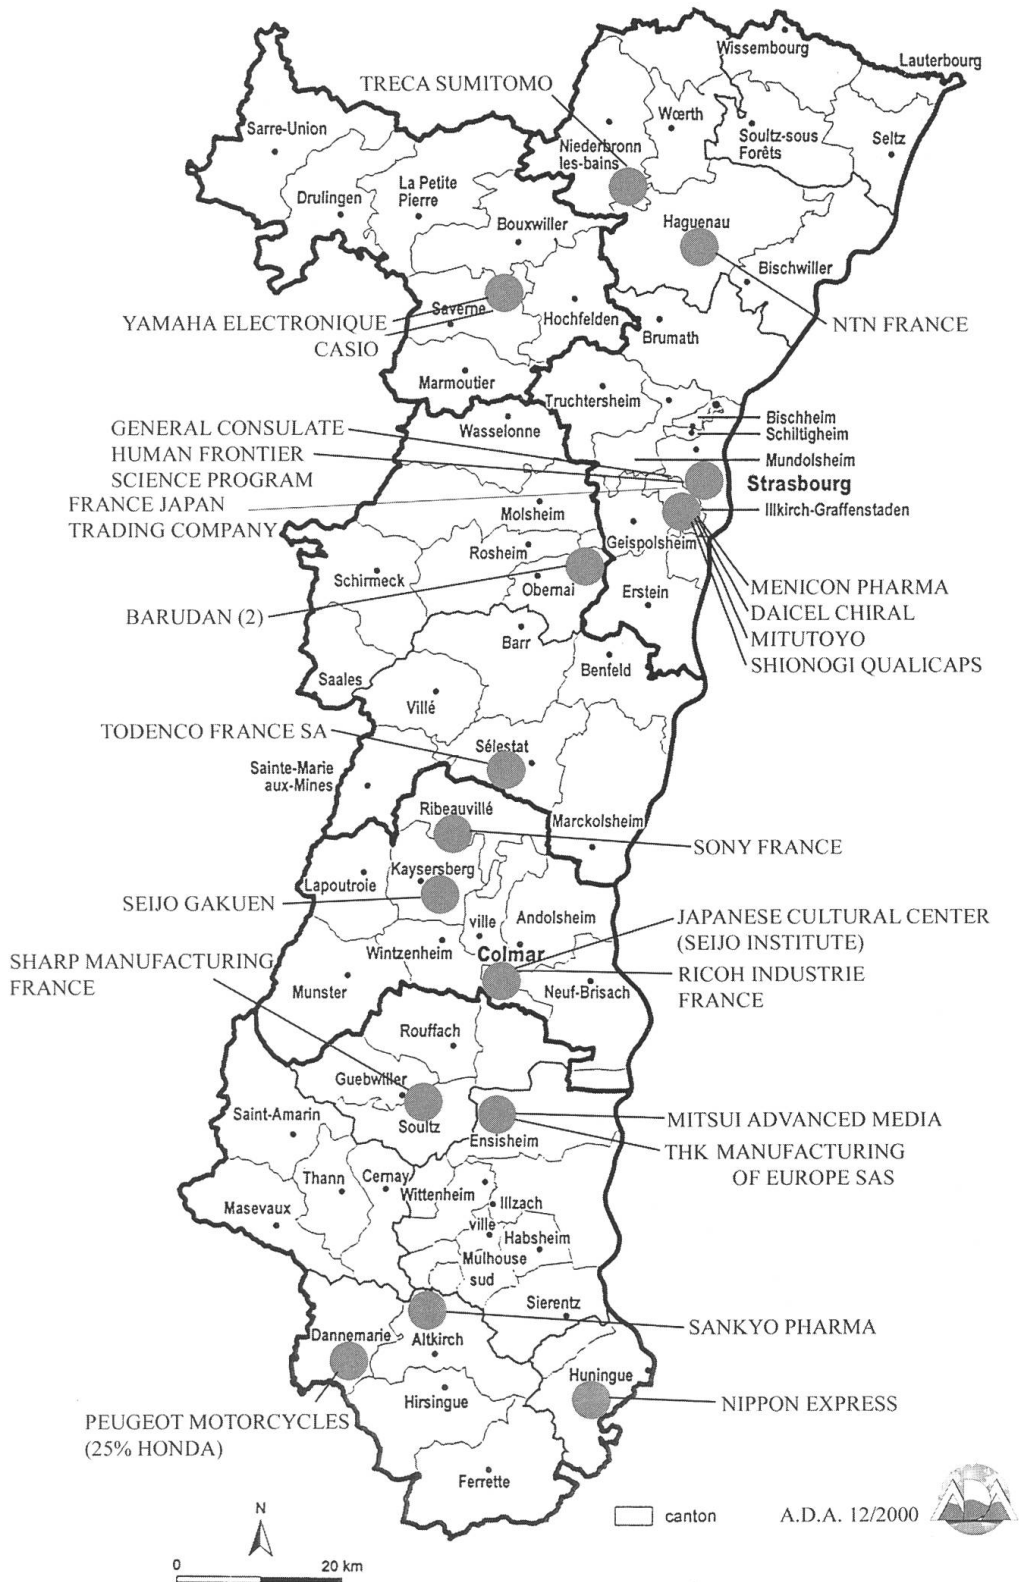 Wissembourg
Lauterbourg
TRECA SUMITOMO
Sarre-Union
Wœrth
Niederbronn
les-bains
Soultz-sous
Forêts
Seltz
La Petite
Pierre
Drulingen
Bouxwiller
Haguenau
Bischwiller
Saverne
YAMAHA ELECTRONIQUE
CASIO
Hochfelden
Brumath
NTN FRANCE
Marmoutier
Truchtersheim
Wasselonne
Bischheim
Schiltigheim
Mundolsheim
GENERAL CONSULATE
HUMAN FRONTIER
SCIENCE PROGRAM
FRANCE JAPAN
TRADING COMPANY
Strasbourg
Illkirch-Graffenstaden
Molsheim
Geispolsheim
Rosheim
Schirmeck
Obernai
Erstein
MENICON PHARMA
DAICEL CHIRAL
MITUTOYO
SHIONOGI QUALICAPS
BARUDAN (2)
Barr
Benfeld
Saales
Villé
TODENCO FRANCE SA
Sélestat
Sainte-Marie
aux-Mines
Ribeauvillé
Marckolsheim
SONY FRANCE
Kaysersberg
Lapoutroie
SEIJO GAKUEN
ville
Andolsheim
JAPANESE CULTURAL CENTER
(SEIJO INSTITUTE)
Wintzenheim
Colmar
SHARP MANUFACTURING
FRANCE
RICOH INDUSTRIE
FRANCE
Munster
Neuf-Brisach
Rouffach
Guebwiller
Saint-Amarin
Soultz
Ensisheim
MITSUI ADVANCED MEDIA
THK MANUFACTURING
OF EUROPE SAS
Thann
Cernay
Wittenheim
Illzach
Masevaux
ville
Habsheim
Mulhouse
sud
Sierentz
Dannemarie
Altkirch
SANKYO PHARMA
Huningue
Hirsingue
NIPPON EXPRESS
PEUGEOT MOTORCYCLES
(25% HONDA)
Ferrette
N
canton
A.D.A. 12/2000
0
20 km